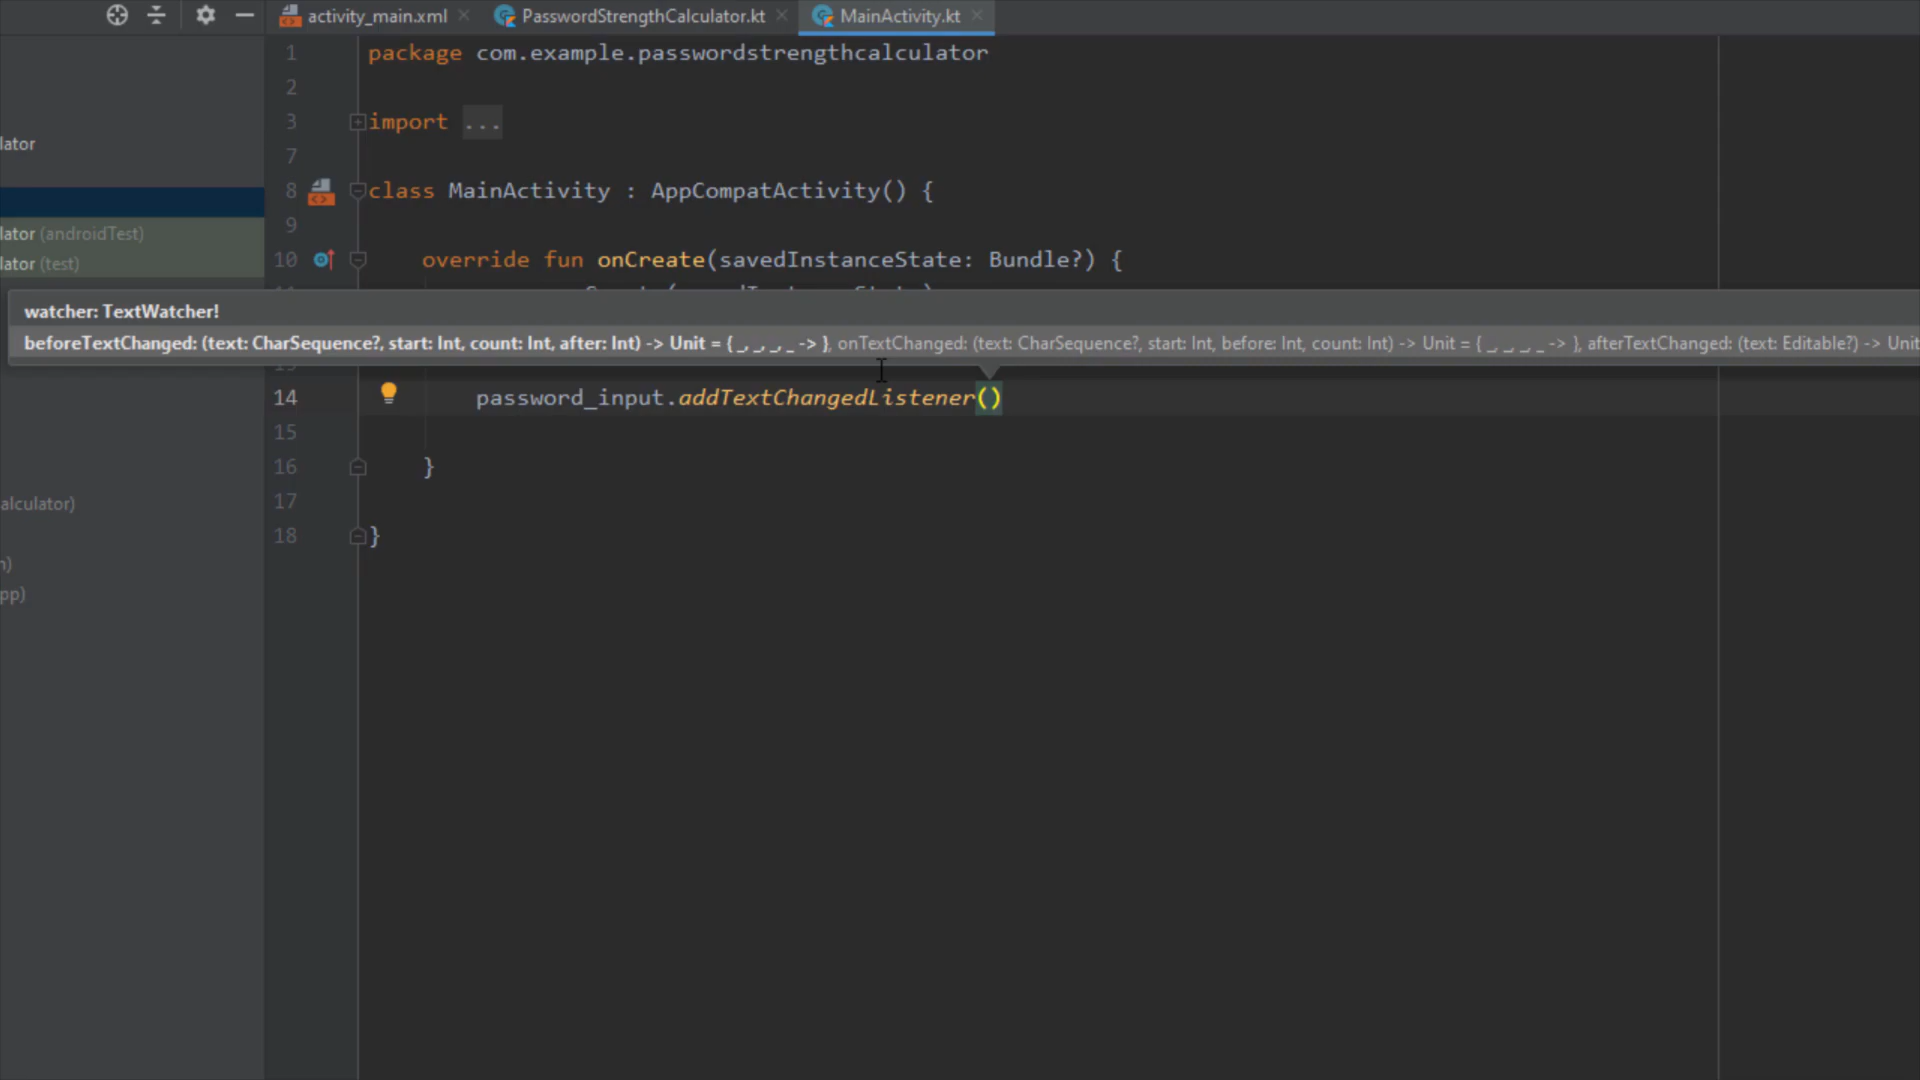 activity_main.xml PasswordStrengthCalculator.kt MainActivity.kt
1 package com.example.passwordstrengthcalculator
2
3 import ...
lator
7
8 class MainActivity : AppCompatActivity() {
9
lator (androidTest)
10 override fun onCreate(savedInstanceState: Bundle?) {
lator (test)
watcher: TextWatcher!
beforeTextChanged: (text: CharSequence?, start: Int, count: Int, after: Int) -> Unit = { _, _, _, _ -> }, onTextChanged: (text: CharSequence?, start: Int, before: Int, count: Int) -> Unit = { _, _, _, _ -> }, afterTextChanged: (text: Editable?) -> Unit
14 password_input.addTextChangedListener()
15
16 }
17
alculator)
18 }
n)
pp)